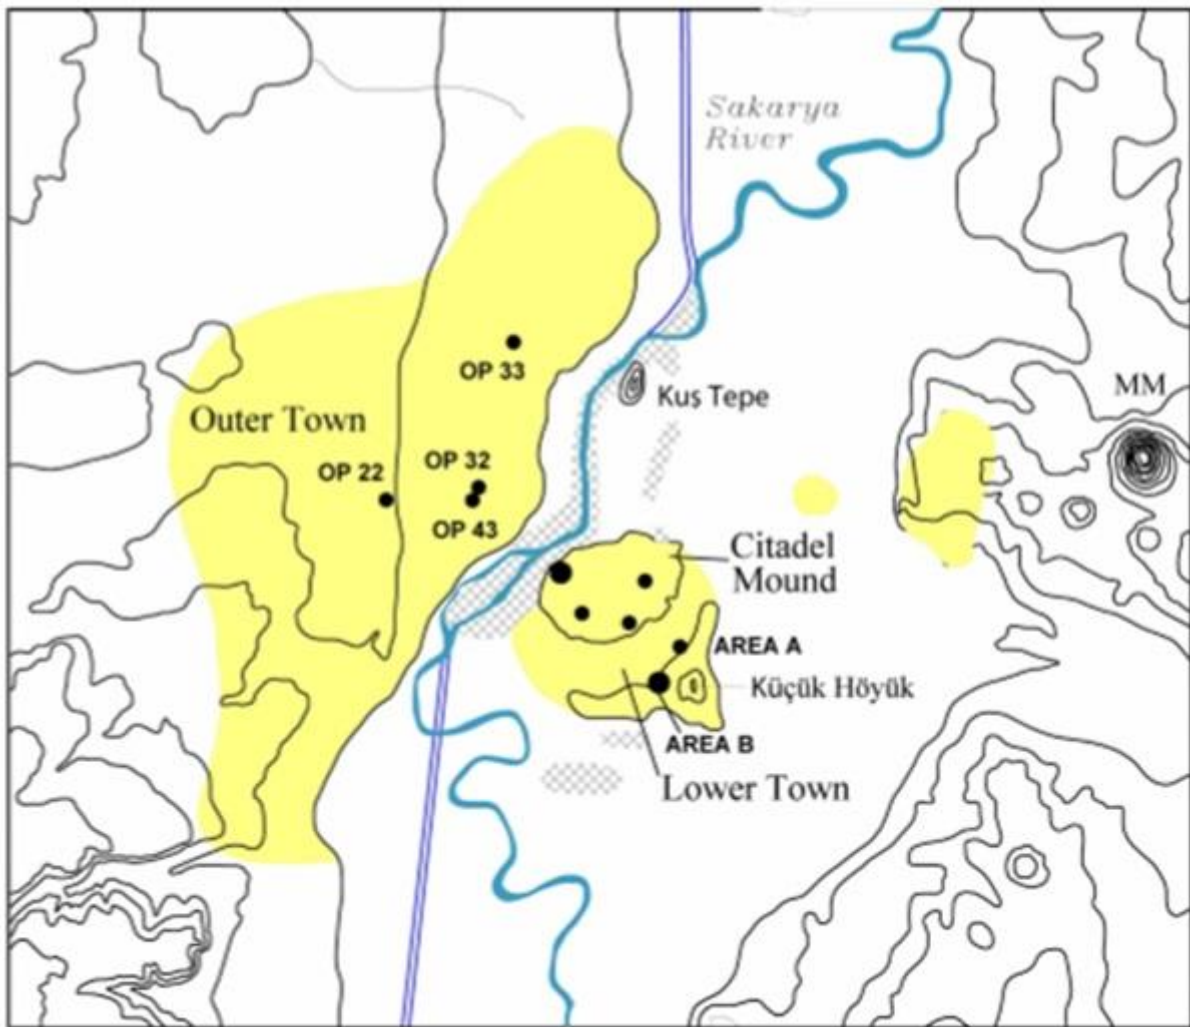 Sakarya
River
OP 33
Kuş Tepe
MM
Outer Town
OP 32
OP 22
OP 43
Citadel
Mound
AREA A
Küçük Höyük
AREA B
Lower Town